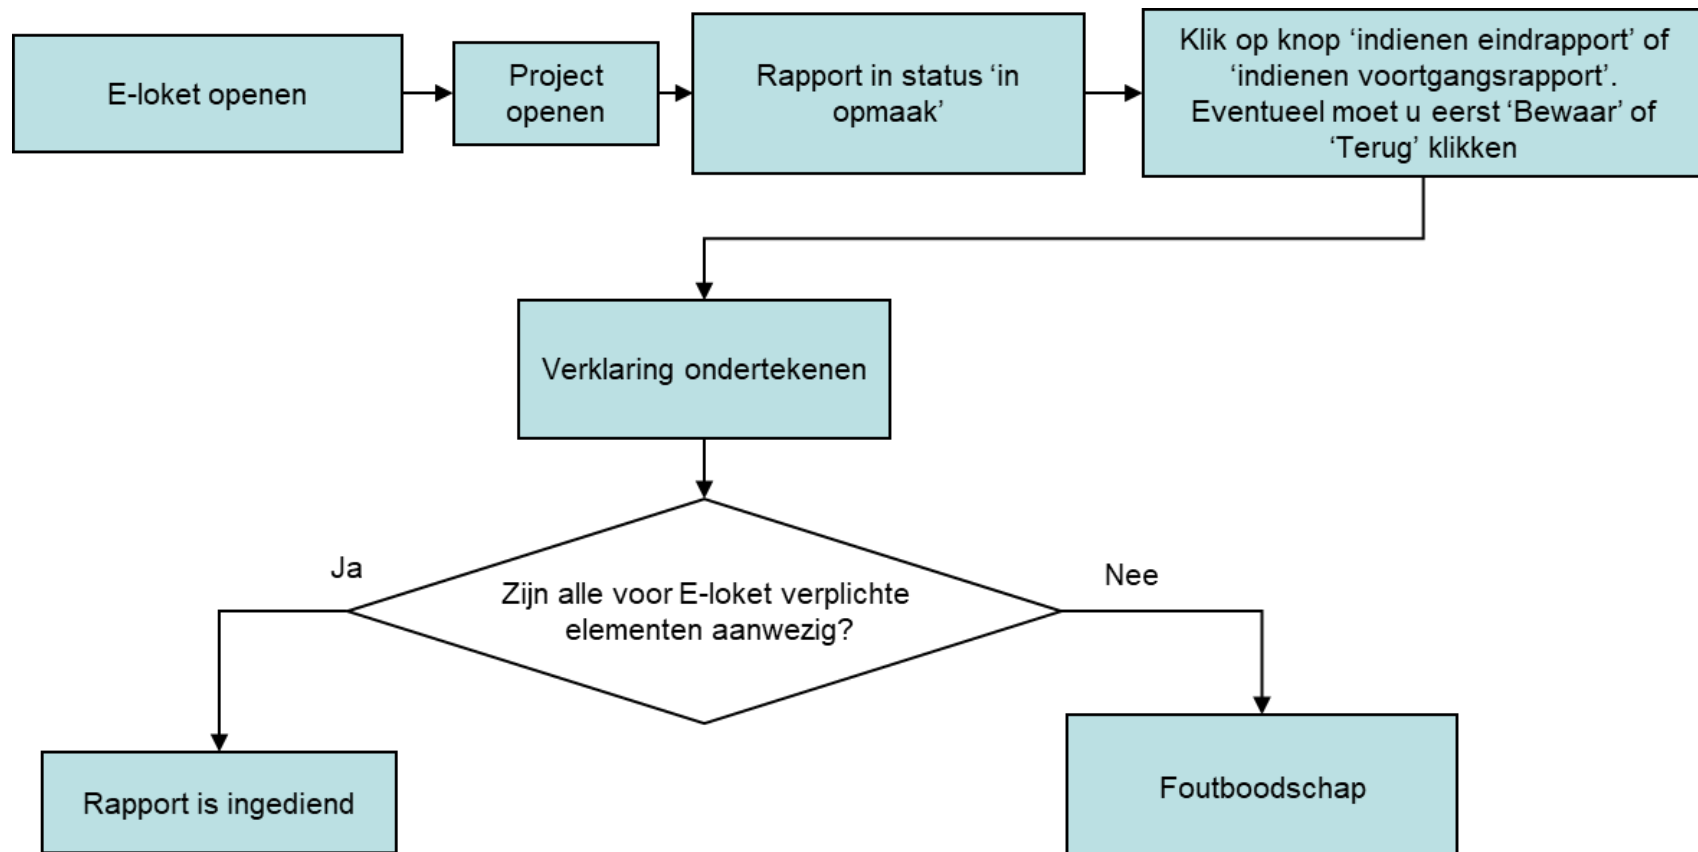 E-loket openen
Project
openen
Rapport in status ‘in
opmaak’
Klik op knop ‘indienen eindrapport’ of
‘indienen voortgangsrapport’.
Eventueel moet u eerst ‘Bewaar’ of
‘Terug’ klikken
Verklaring ondertekenen
Ja
Nee
Zijn alle voor E-loket verplichte
elementen aanwezig?
Rapport is ingediend
Foutboodschap